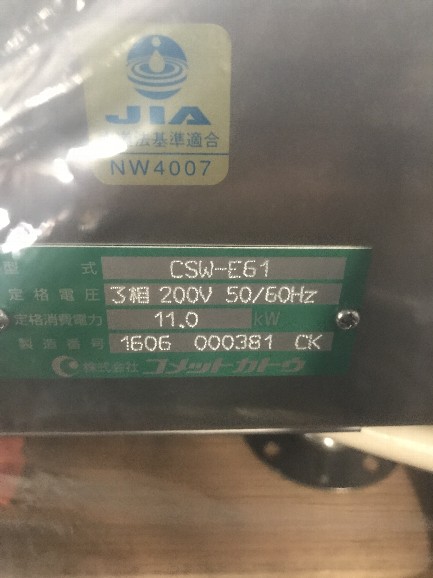 JIA
法基準適合
NW4007
型 式 CSW-E61
定格電圧 3相 200V 50/60Hz
定格消費電力 11.0 kW
製造番号 1606 000381 CK
株式会社 コメットカトウ